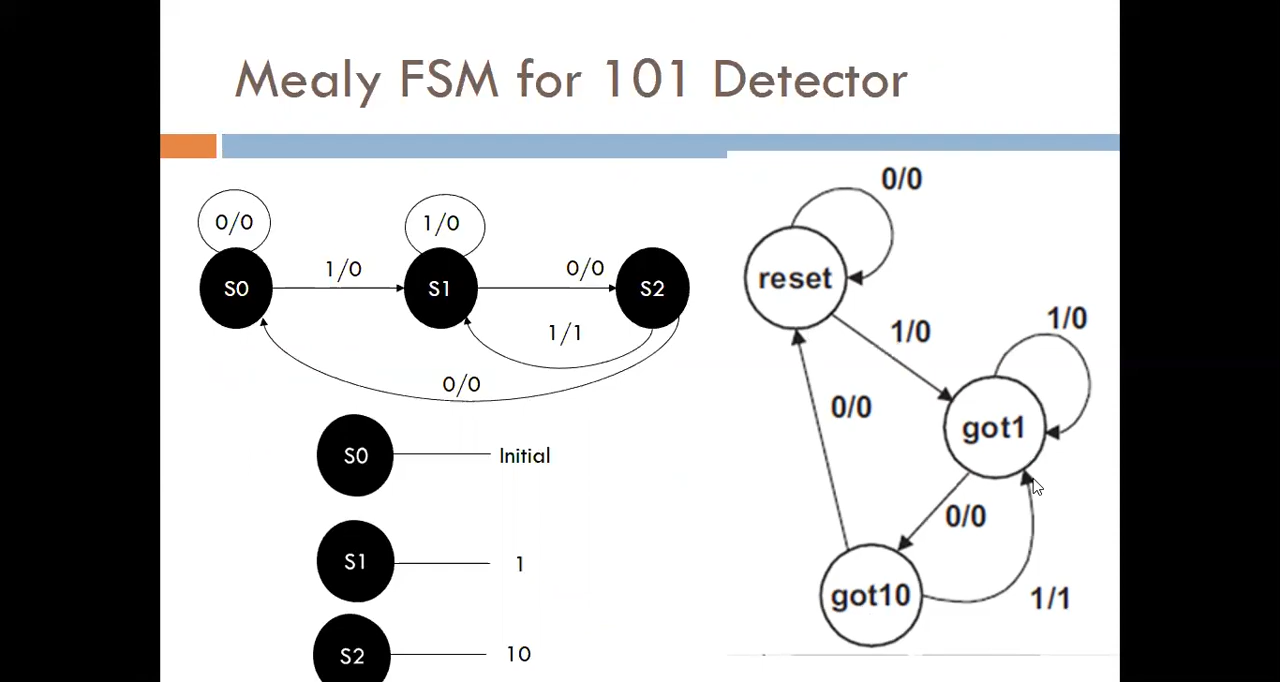 Mealy FSM for 101 Detector
0/0
1/0
S0
1/0
S1
0/0
S2
1/1
0/0
S0
Initial
S1
1
S2
10
0/0
reset
1/0
1/0
0/0
got1
0/0
got10
1/1